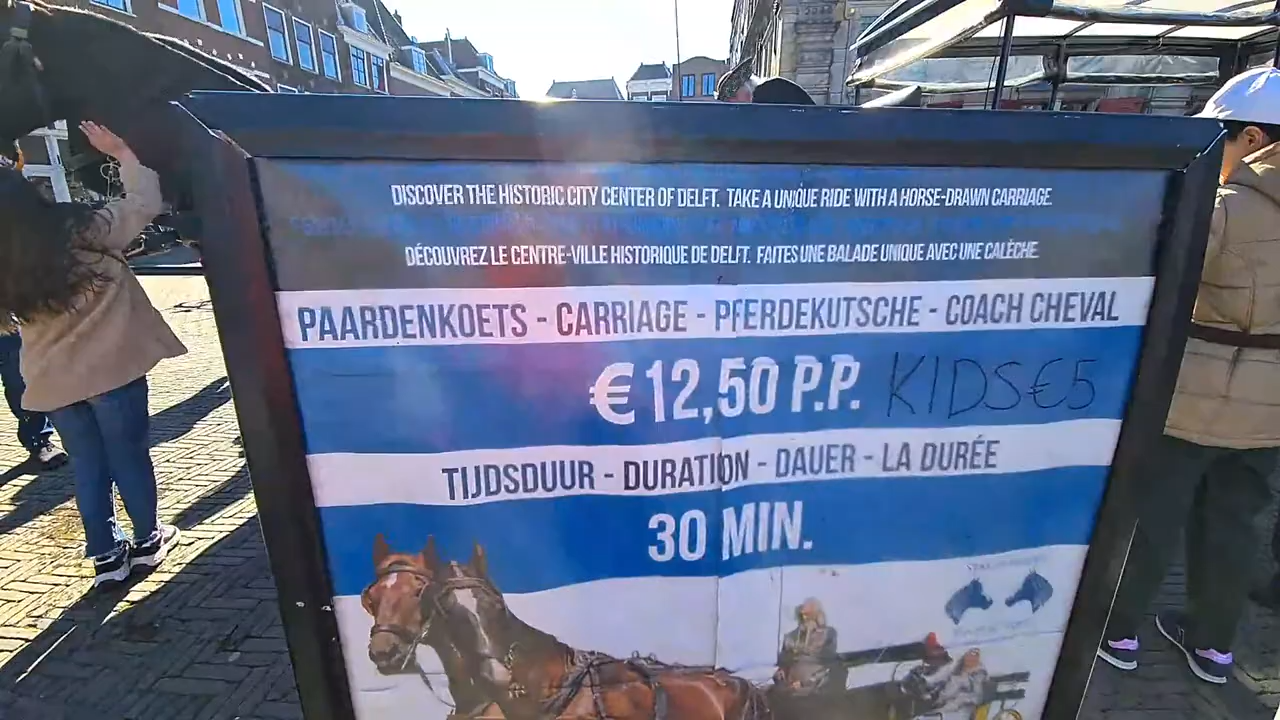 DISCOVER THE HISTORIC CITY CENTER OF DELFT. TAKE A UNIQUE RIDE WITH A HORSE-DRAWN CARRIAGE.
DÉCOUVREZ LE CENTRE-VILLE HISTORIQUE DE DELFT. FAITES UNE BALADE UNIQUE AVEC UNE CALÈCHE.
PAARDENKOETS - CARRIAGE - PFERDEKUTSCHE - COACH CHEVAL
€12,50 P.P. KIDS €5
TIJDSDUUR - DURATION - DAUER - LA DURÉE
30 MIN.